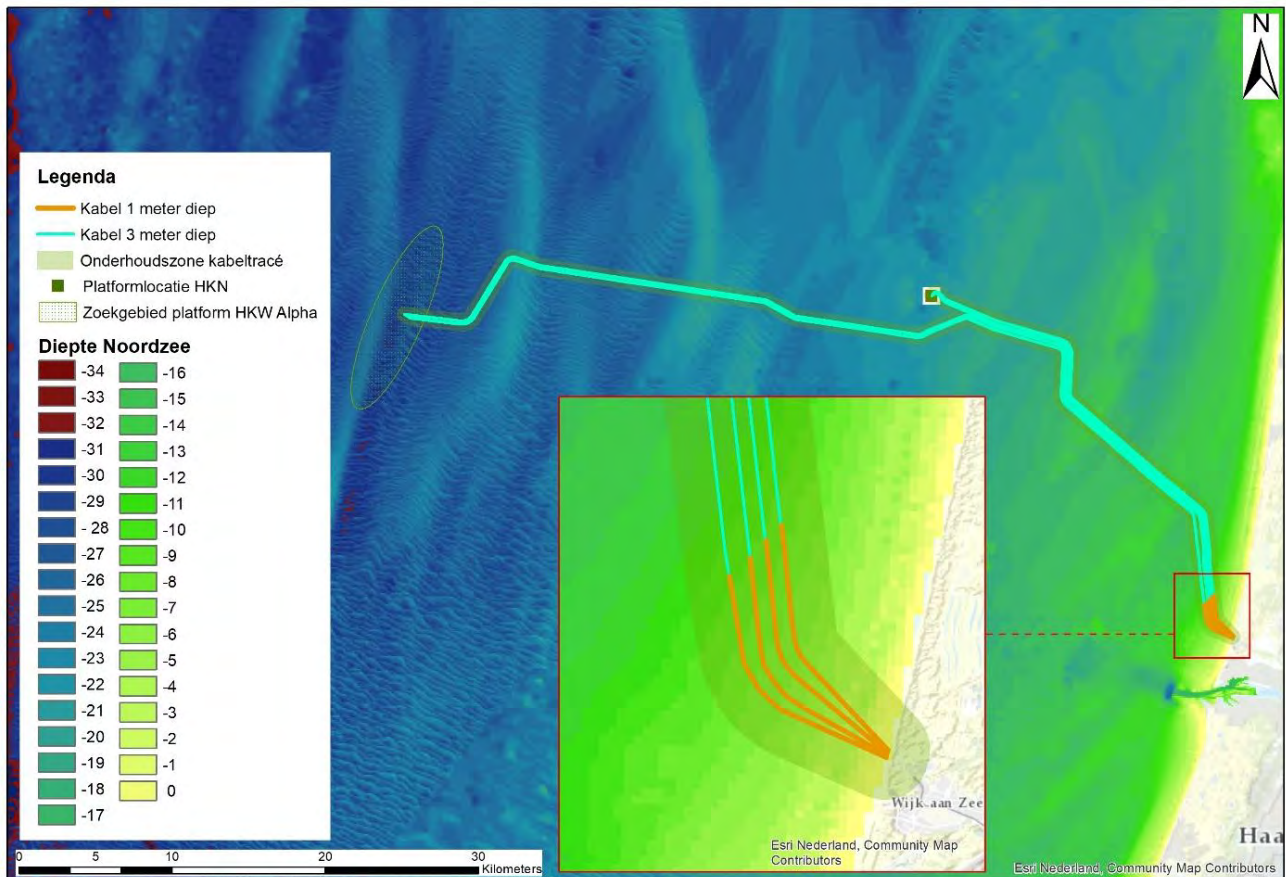 N
Legenda
Kabel 1 meter diep
Kabel 3 meter diep
Onderhoudszone kabeltracé
Platformlocatie HKN
Zoekgebied platform HKW Alpha
Diepte Noordzee
-34
-33
-32
-31
-30
-29
- 28
-27
-26
-25
-24
-23
-22
-21
-20
-19
-18
-17
-16
-15
-14
-13
-12
-11
-10
-9
-8
-7
-6
-5
-4
-3
-2
-1
0
0 5 10 20 30
Kilometers
Wijk aan Zee
Esri Nederland, Community Map
Contributors
Haa
Esri Nederland, Community Map Contributors